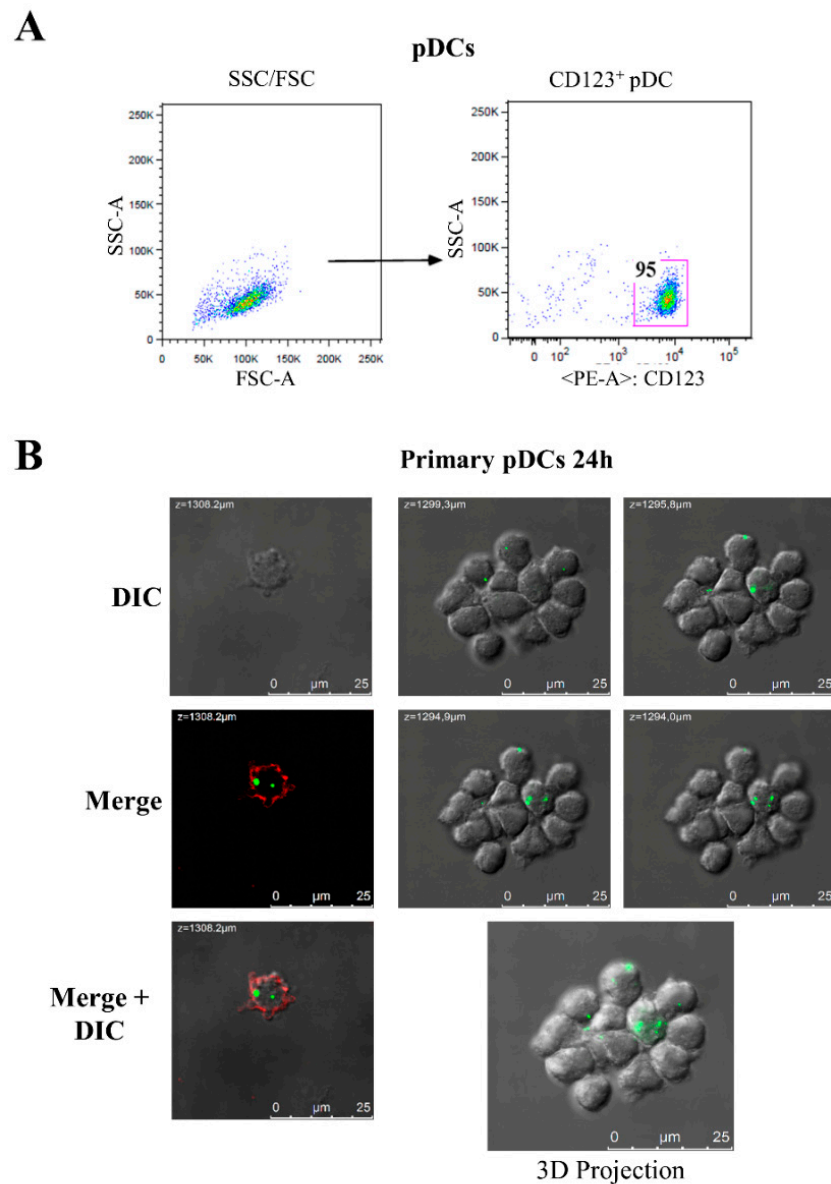 A
pDCs
SSC/FSC
CD123⁺ pDC
250K
200K
150K
100K
50K
0
SSC-A
0 50K 100K 150K 200K 250K
FSC-A
250K
200K
150K
100K
50K
0
SSC-A
95
0 10² 10³ 10⁴ 10⁵
<PE-A>: CD123
B
Primary pDCs 24h
DIC
z=1308.2µm
0 µm 25
z=1299,3µm
0 µm 25
z=1295,8µm
0 µm 25
Merge
z=1308.2µm
0 µm 25
z=1294,9µm
0 µm 25
z=1294,0µm
0 µm 25
Merge +
DIC
z=1308.2µm
0 µm 25
0 µm 25
3D Projection